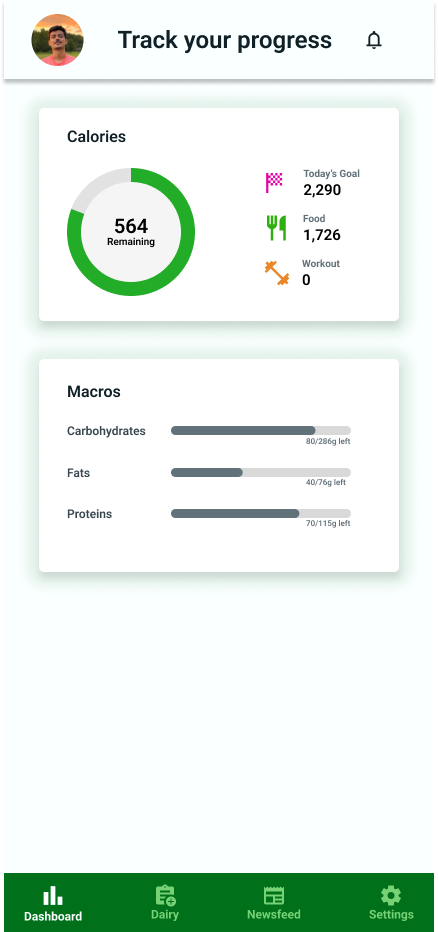 Track your progress
Calories
564
Remaining
Today's Goal
2,290
Food
1,726
Workout
0
Macros
Carbohydrates
80/286g left
Fats
40/76g left
Proteins
70/115g left
Dashboard
Dairy
Newsfeed
Settings